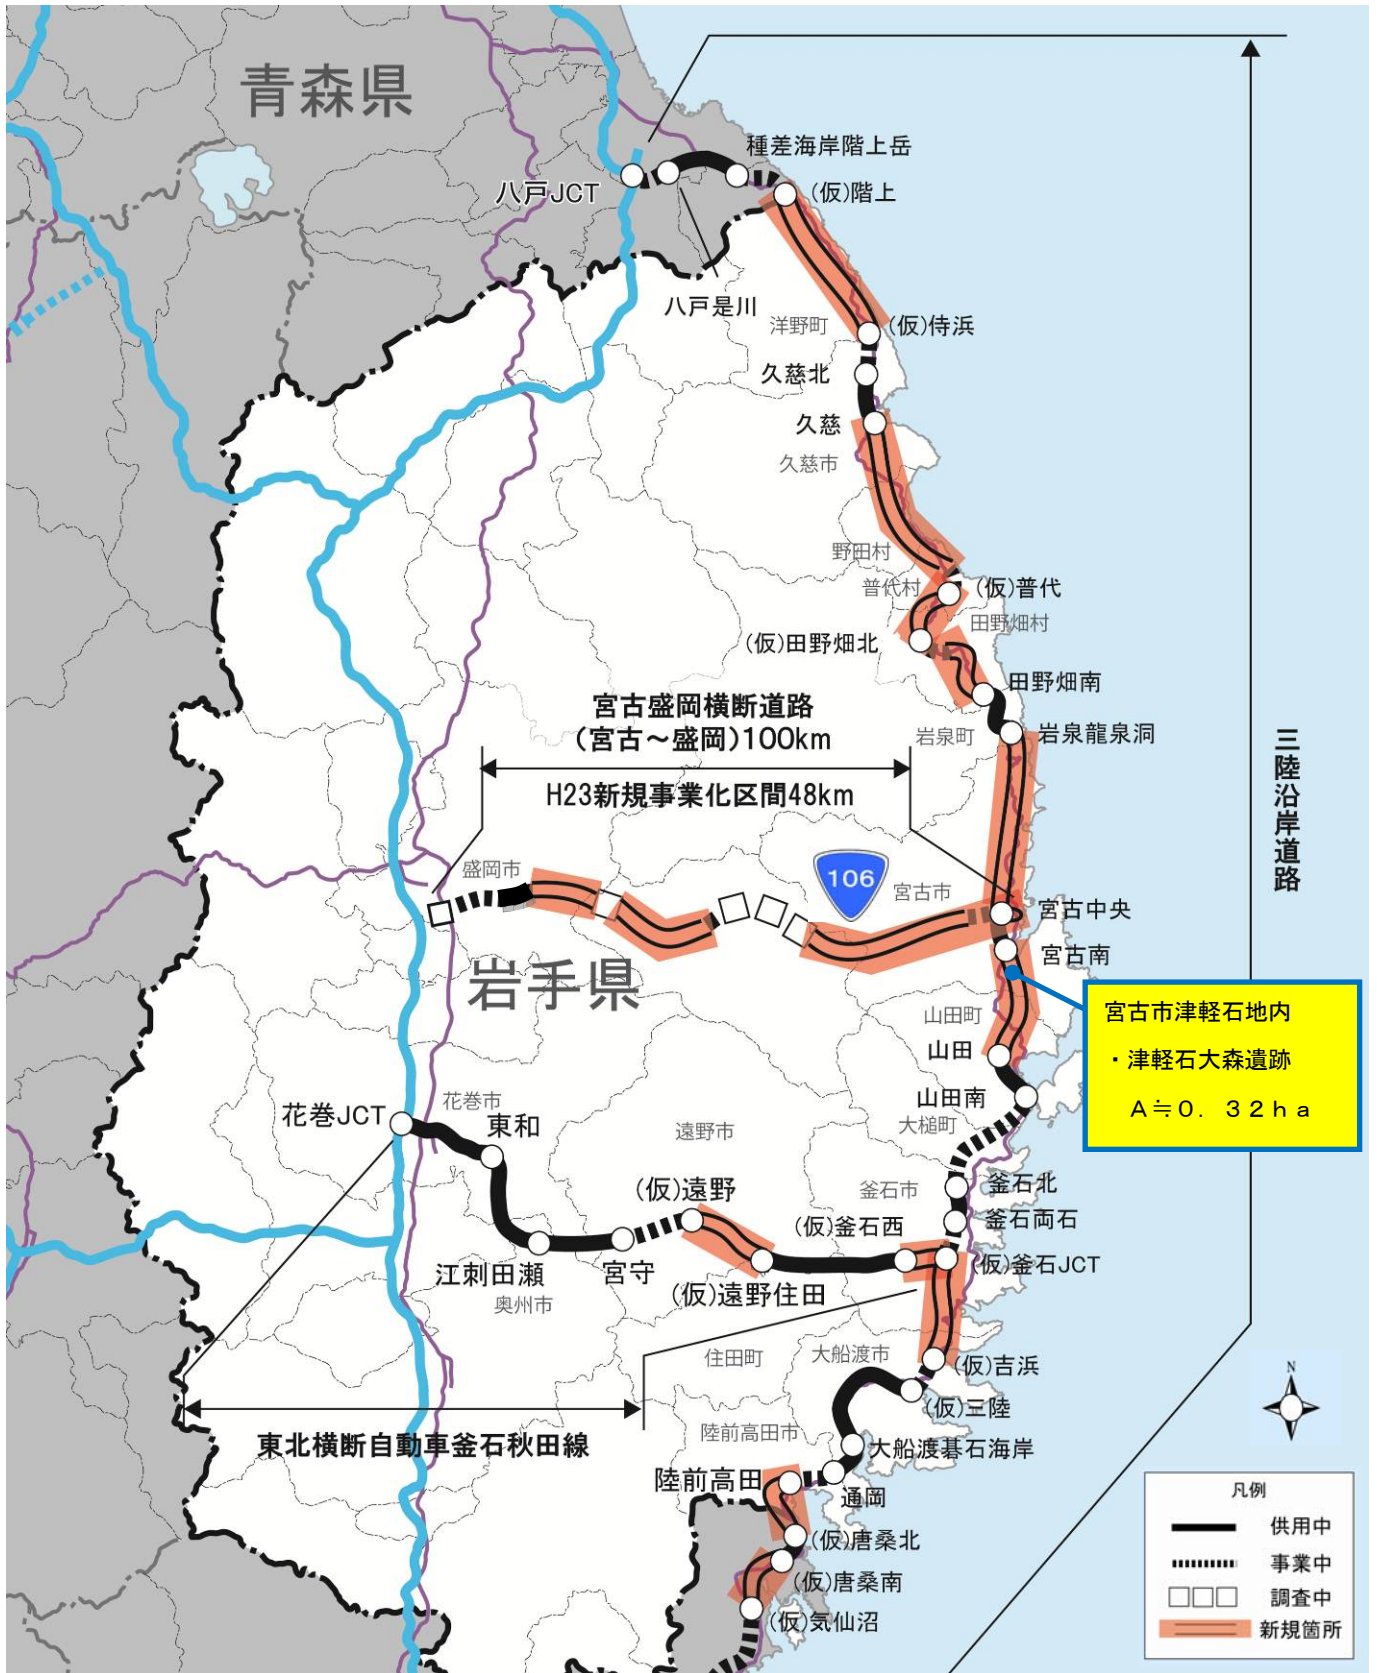 青森県
種差海岸階上岳
八戸JCT
(仮)階上
八戸是川
洋野町
(仮)侍浜
久慈北
久慈
久慈市
野田村
普代村
(仮)普代
田野畑村
(仮)田野畑北
田野畑南
宮古盛岡横断道路
(宮古～盛岡)100km
岩泉町
岩泉龍泉洞
H23新規事業化区間48km
三陸沿岸道路
盛岡市
106
宮古市
宮古中央
宮古南
岩手県
宮古市津軽石地内
・津軽石大森遺跡
A≒0.32ha
山田町
山田
山田南
大槌町
花巻市
花巻JCT
東和
遠野市
釜石市
釜石北
(仮)遠野
(仮)釜石西
釜石両石
江刺田瀬
宮守
(仮)釜石JCT
(仮)遠野住田
奥州市
住田町
大船渡市
(仮)吉浜
(仮)三陸
東北横断自動車釜石秋田線
陸前高田市
大船渡碁石海岸
陸前高田
通岡
(仮)唐桑北
(仮)唐桑南
(仮)気仙沼
N
凡例
供用中
事業中
調査中
新規箇所